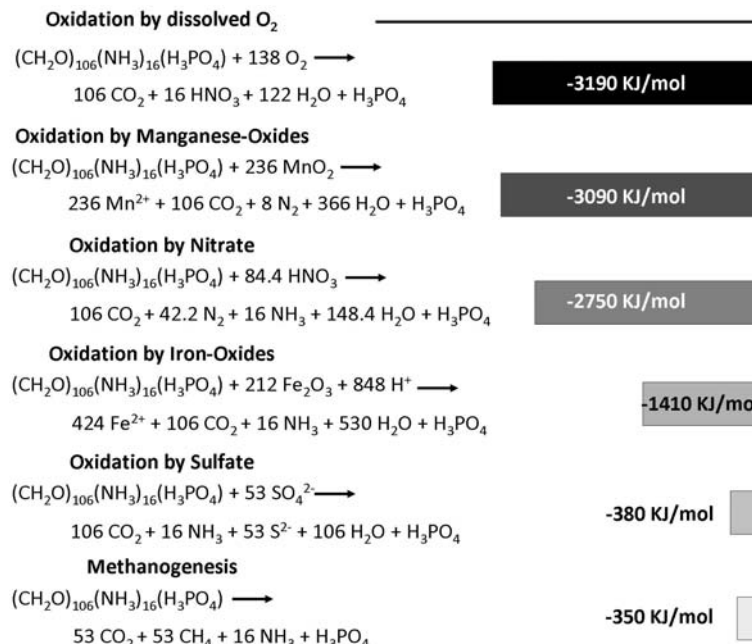 Oxidation by dissolved O₂
(CH₂O)₁₀₆(NH₃)₁₆(H₃PO₄) + 138 O₂ ⟶
106 CO₂ + 16 HNO₃ + 122 H₂O + H₃PO₄
-3190 KJ/mol
Oxidation by Manganese-Oxides
(CH₂O)₁₀₆(NH₃)₁₆(H₃PO₄) + 236 MnO₂ ⟶
236 Mn²⁺ + 106 CO₂ + 8 N₂ + 366 H₂O + H₃PO₄
-3090 KJ/mol
Oxidation by Nitrate
(CH₂O)₁₀₆(NH₃)₁₆(H₃PO₄) + 84.4 HNO₃ ⟶
106 CO₂ + 42.2 N₂ + 16 NH₃ + 148.4 H₂O + H₃PO₄
-2750 KJ/mol
Oxidation by Iron-Oxides
(CH₂O)₁₀₆(NH₃)₁₆(H₃PO₄) + 212 Fe₂O₃ + 848 H⁺ ⟶
424 Fe²⁺ + 106 CO₂ + 16 NH₃ + 530 H₂O + H₃PO₄
-1410 KJ/mo
Oxidation by Sulfate
(CH₂O)₁₀₆(NH₃)₁₆(H₃PO₄) + 53 SO₄²⁻ ⟶
106 CO₂ + 16 NH₃ + 53 S²⁻ + 106 H₂O + H₃PO₄
-380 KJ/mol
Methanogenesis
(CH₂O)₁₀₆(NH₃)₁₆(H₃PO₄) ⟶
53 CO₂ + 53 CH₄ + 16 NH₃ + H₃PO₄
-350 KJ/mol